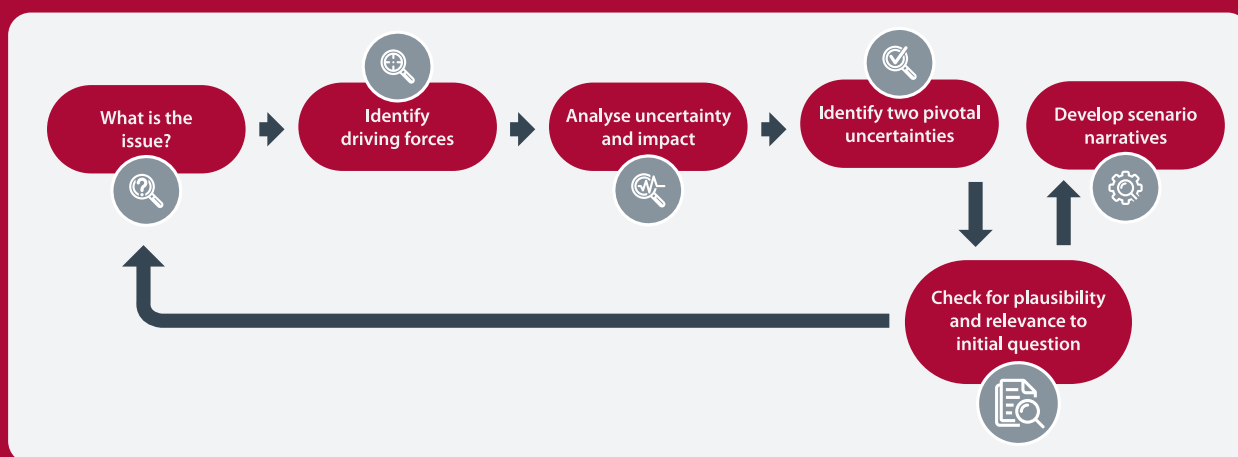 What is the
issue?
Identify
driving forces
Analyse uncertainty
and impact
Identify two pivotal
uncertainties
Develop scenario
narratives
Check for plausibility
and relevance to
initial question